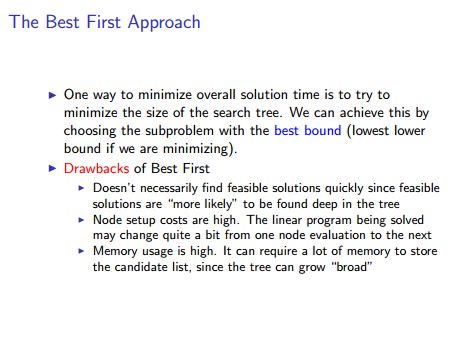 The Best First Approach
▶ One way to minimize overall solution time is to try to
minimize the size of the search tree. We can achieve this by
choosing the subproblem with the best bound (lowest lower
bound if we are minimizing).
▶ Drawbacks of Best First
▶ Doesn't necessarily find feasible solutions quickly since feasible
solutions are "more likely" to be found deep in the tree
▶ Node setup costs are high. The linear program being solved
may change quite a bit from one node evaluation to the next
▶ Memory usage is high. It can require a lot of memory to store
the candidate list, since the tree can grow "broad"